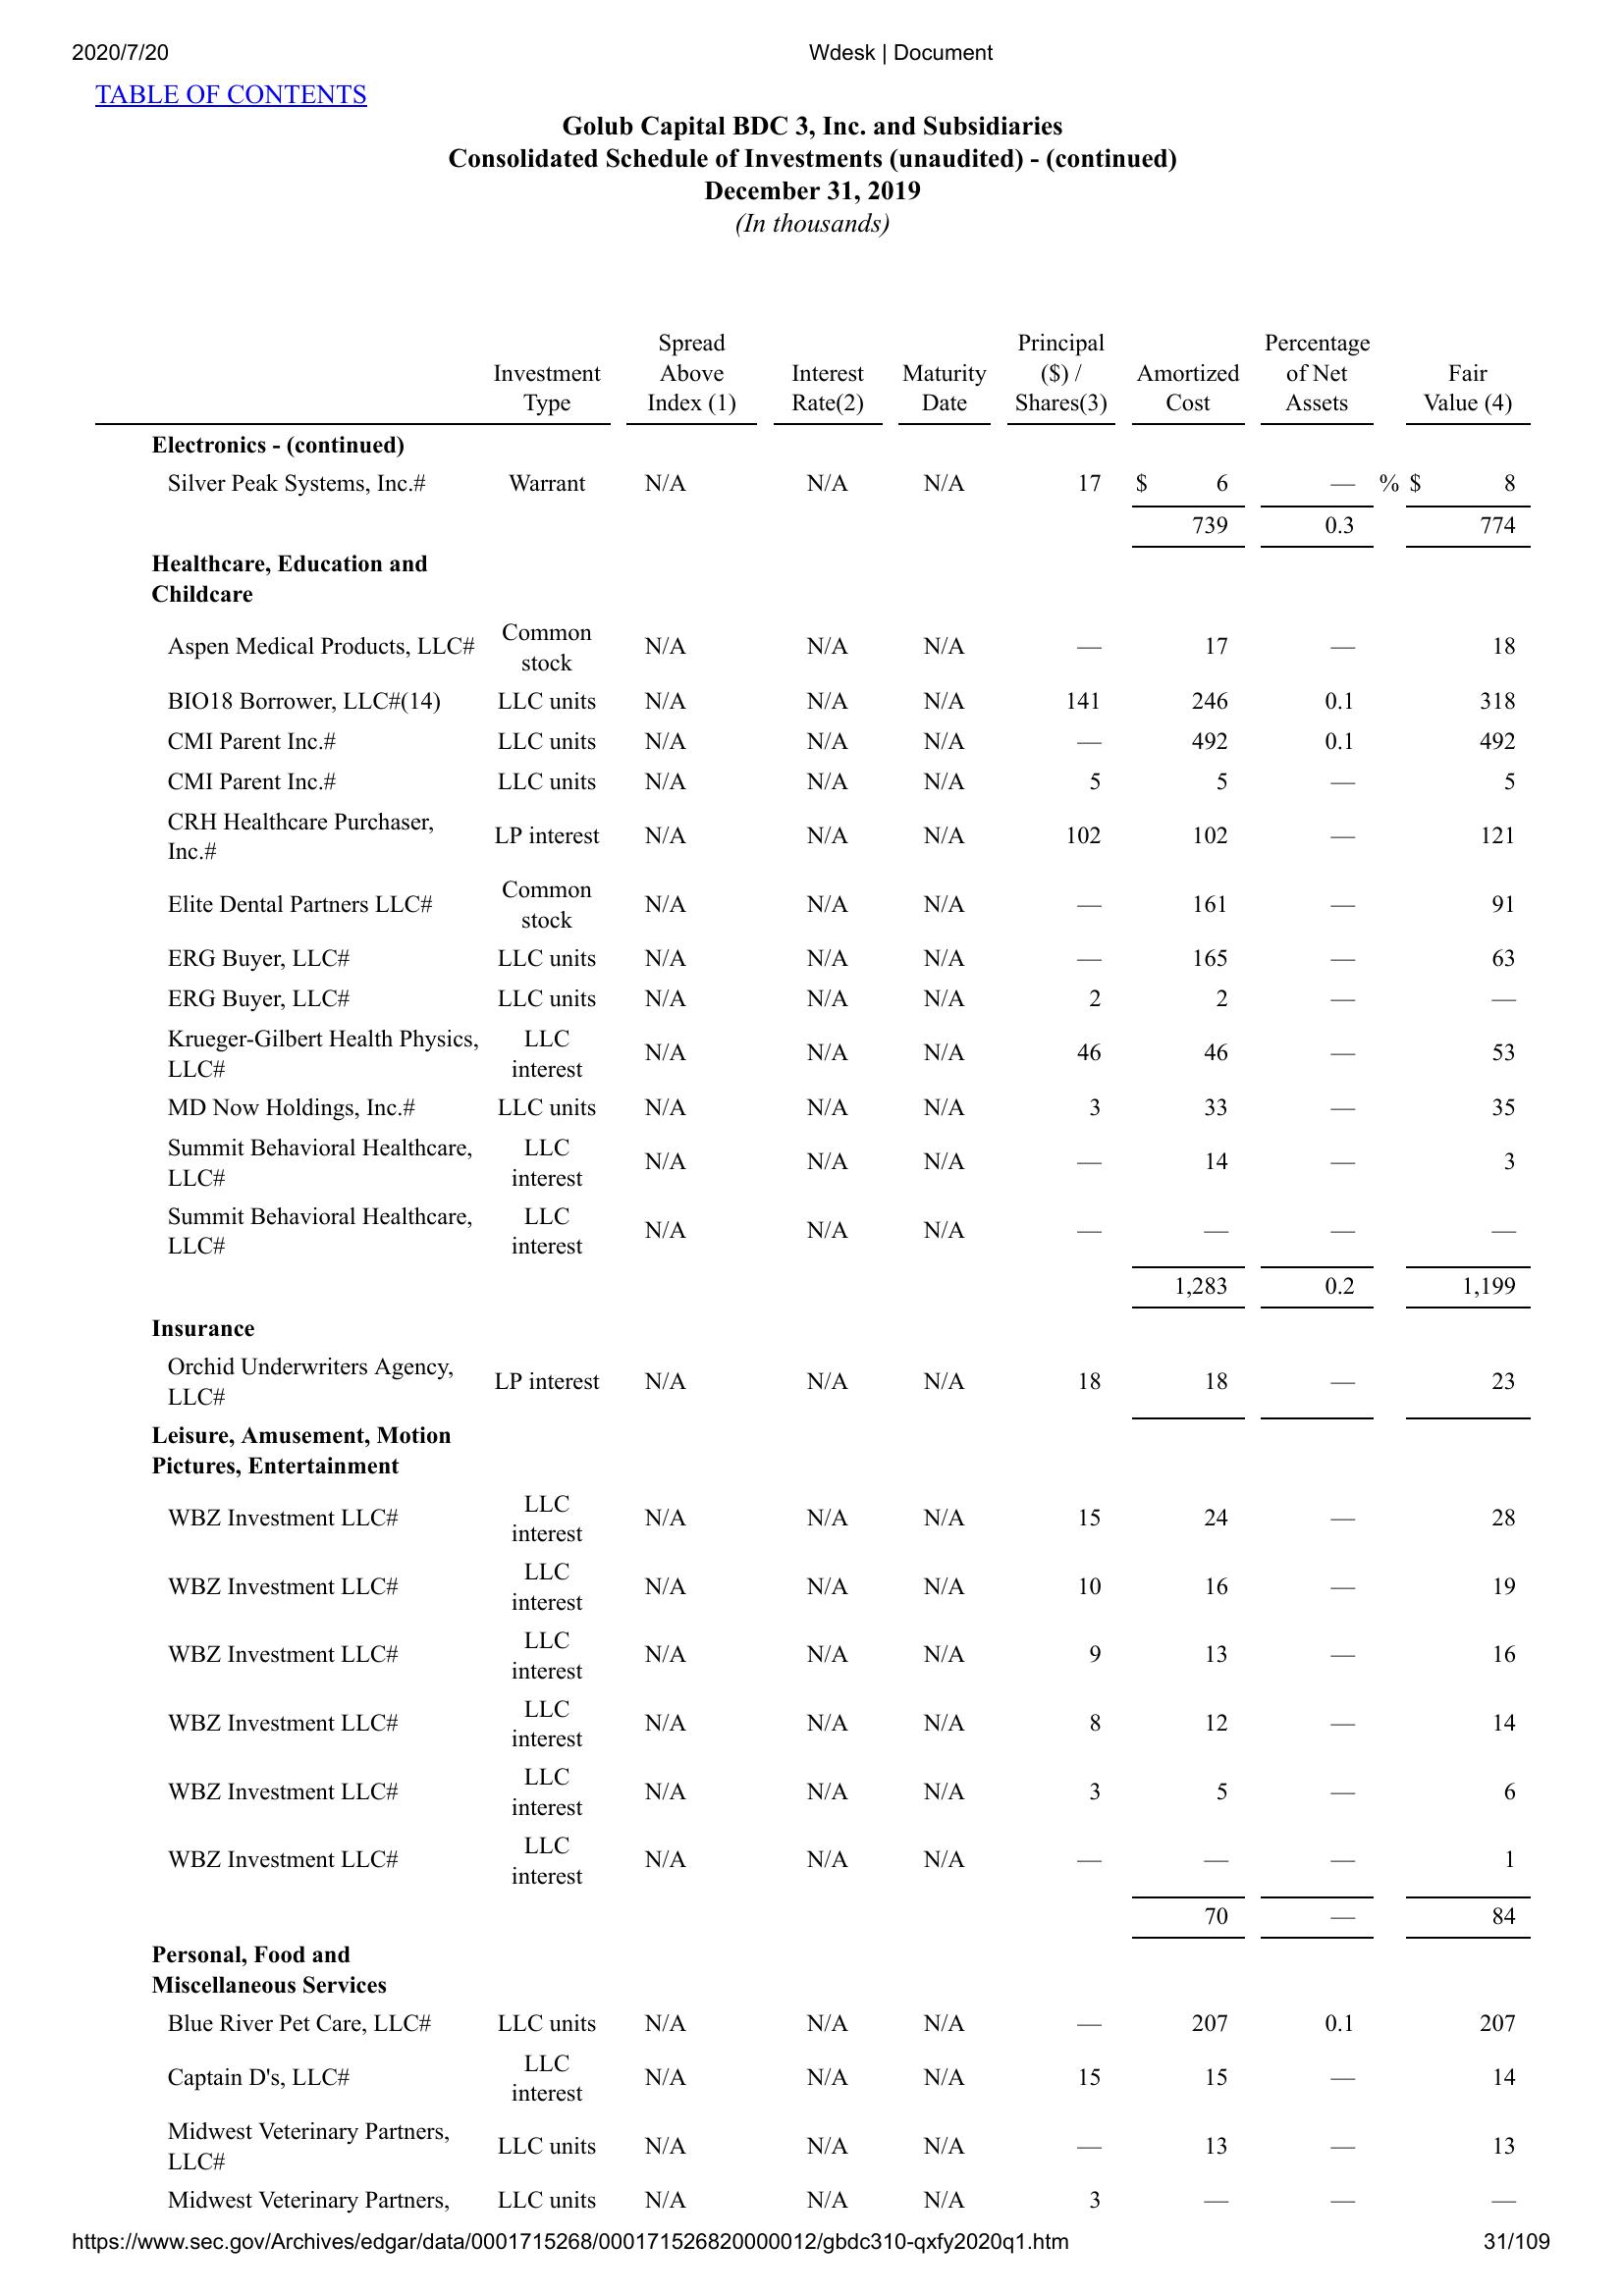 2020/7/20 Wdesk | Document
TABLE OF CONTENTS
Golub Capital BDC 3, Inc. and Subsidiaries
Consolidated Schedule of Investments (unaudited) - (continued)
December 31, 2019
(In thousands)
Investment Type Spread Above Index (1) Interest Rate(2) Maturity Date Principal ($) / Shares(3) Amortized Cost Percentage of Net Assets Fair Value (4)
Electronics - (continued)
Silver Peak Systems, Inc.# Warrant N/A N/A N/A 17 $ 6 — % $ 8
739 0.3 774
Healthcare, Education and
Childcare
Aspen Medical Products, LLC# Common stock N/A N/A N/A — 17 — 18
BIO18 Borrower, LLC#(14) LLC units N/A N/A N/A 141 246 0.1 318
CMI Parent Inc.# LLC units N/A N/A N/A — 492 0.1 492
CMI Parent Inc.# LLC units N/A N/A N/A 5 5 — 5
CRH Healthcare Purchaser, Inc.# LP interest N/A N/A N/A 102 102 — 121
Elite Dental Partners LLC# Common stock N/A N/A N/A — 161 — 91
ERG Buyer, LLC# LLC units N/A N/A N/A — 165 — 63
ERG Buyer, LLC# LLC units N/A N/A N/A 2 2 — —
Krueger-Gilbert Health Physics, LLC# LLC interest N/A N/A N/A 46 46 — 53
MD Now Holdings, Inc.# LLC units N/A N/A N/A 3 33 — 35
Summit Behavioral Healthcare, LLC# LLC interest N/A N/A N/A — 14 — 3
Summit Behavioral Healthcare, LLC# LLC interest N/A N/A N/A — — — —
1,283 0.2 1,199
Insurance
Orchid Underwriters Agency, LLC# LP interest N/A N/A N/A 18 18 — 23
Leisure, Amusement, Motion
Pictures, Entertainment
WBZ Investment LLC# LLC interest N/A N/A N/A 15 24 — 28
WBZ Investment LLC# LLC interest N/A N/A N/A 10 16 — 19
WBZ Investment LLC# LLC interest N/A N/A N/A 9 13 — 16
WBZ Investment LLC# LLC interest N/A N/A N/A 8 12 — 14
WBZ Investment LLC# LLC interest N/A N/A N/A 3 5 — 6
WBZ Investment LLC# LLC interest N/A N/A N/A — — — 1
70 — 84
Personal, Food and
Miscellaneous Services
Blue River Pet Care, LLC# LLC units N/A N/A N/A — 207 0.1 207
Captain D's, LLC# LLC interest N/A N/A N/A 15 15 — 14
Midwest Veterinary Partners, LLC# LLC units N/A N/A N/A — 13 — 13
Midwest Veterinary Partners, LLC units N/A N/A N/A 3 — — —
https://www.sec.gov/Archives/edgar/data/0001715268/000171526820000012/gbdc310-qxfy2020q1.htm 31/109